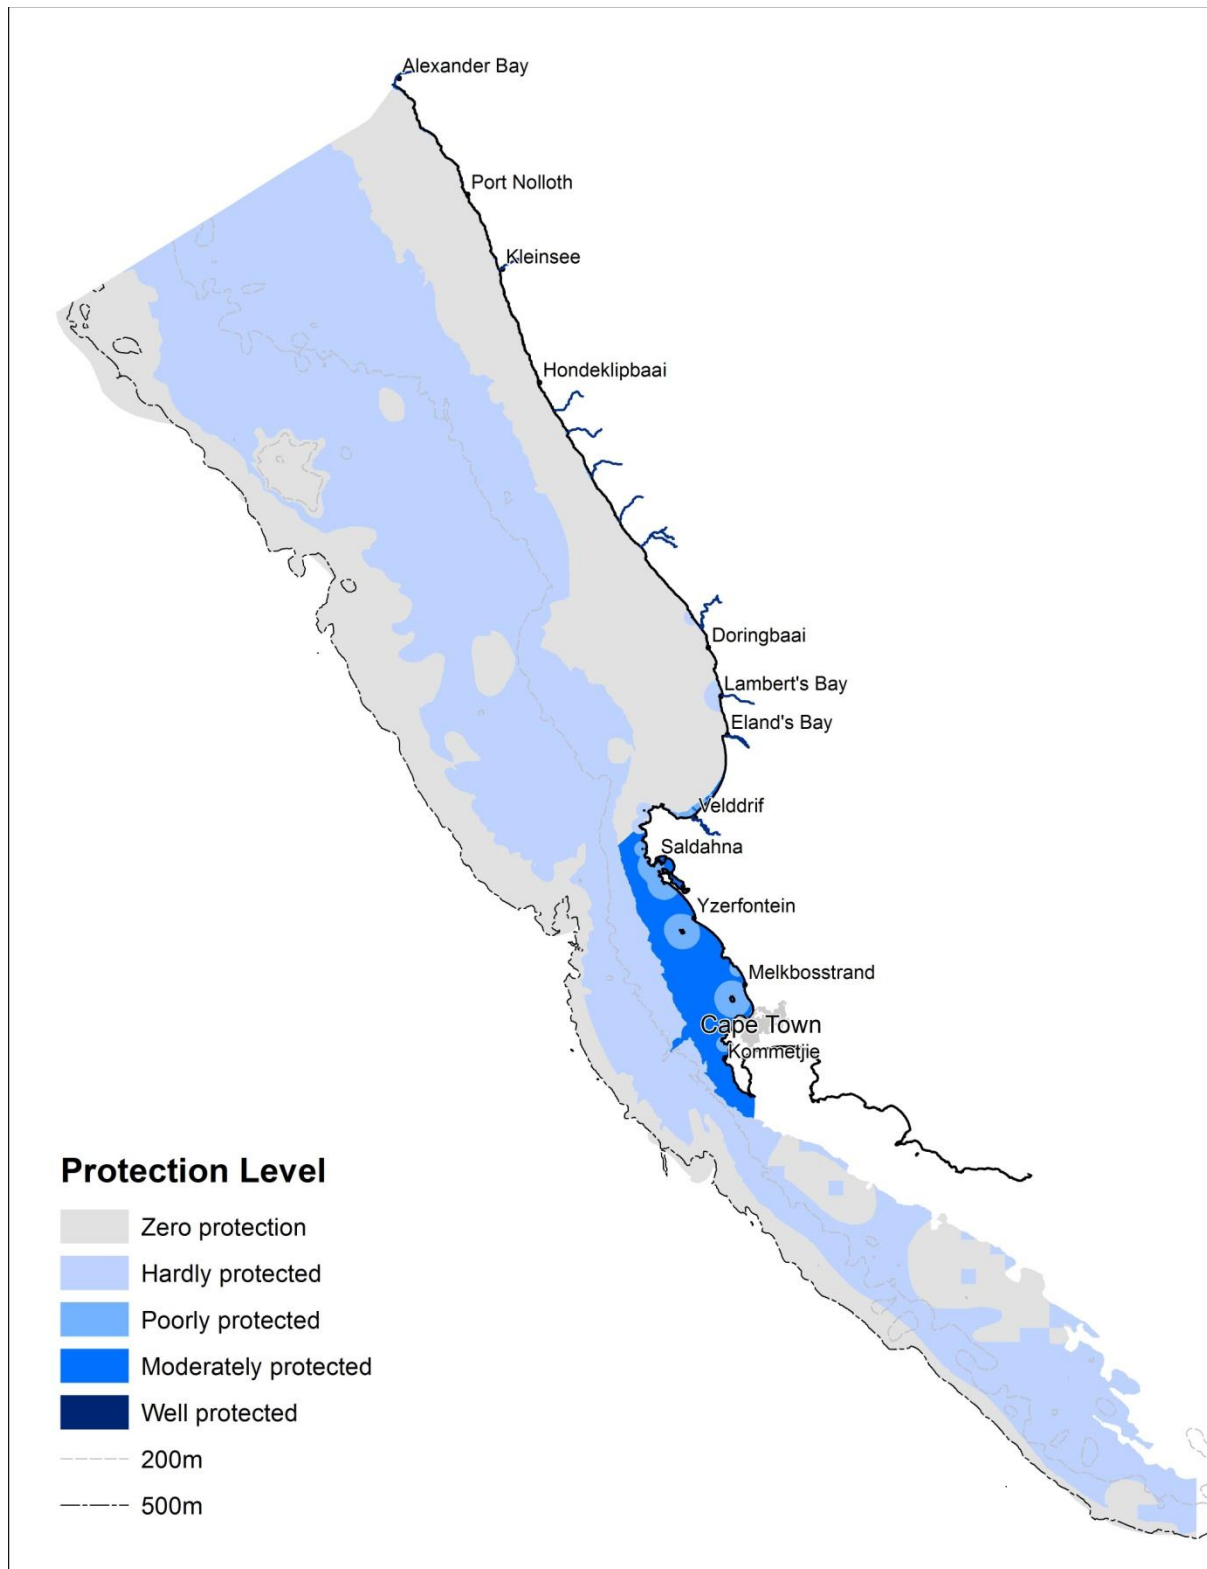 Alexander Bay
Port Nolloth
Kleinsee
Hondeklipbaai
Doringbaai
Lambert's Bay
Eland's Bay
Velddrif
Saldahna
Yzerfontein
Melkbosstrand
Cape Town
Kommetjie
Protection Level
Zero protection
Hardly protected
Poorly protected
Moderately protected
Well protected
200m
500m